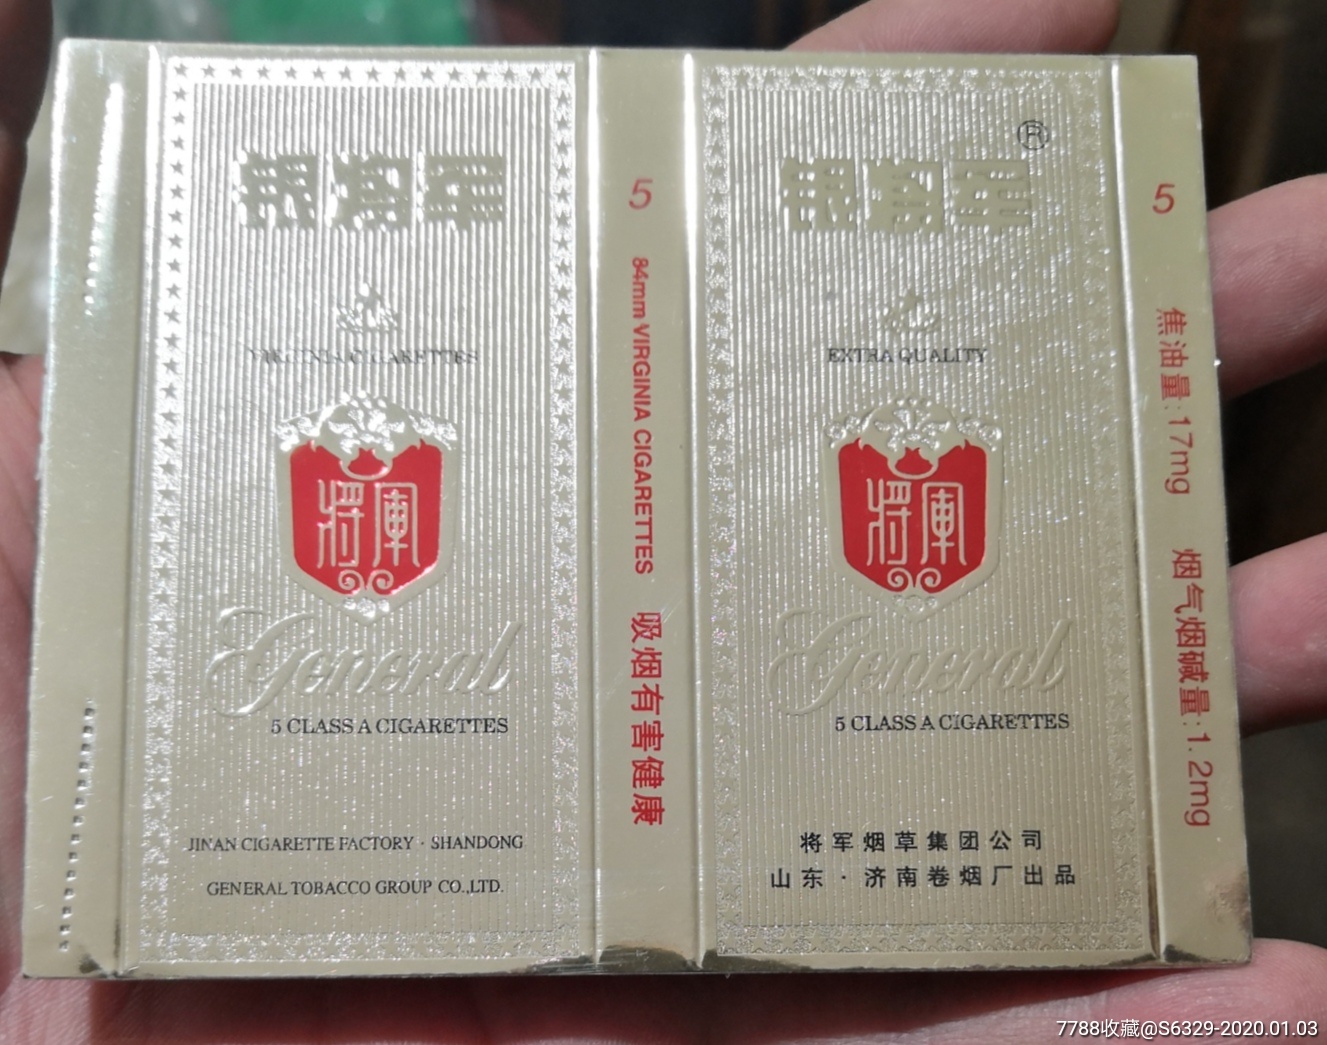 银将军
VIRGINIA CIGARETTES
将軍
General
5 CLASS A CIGARETTES
JINAN CIGARETTE FACTORY · SHANDONG
GENERAL TOBACCO GROUP CO.,LTD.
5
84mm VIRGINIA CIGARETTES 吸烟有害健康
银将军®
EXTRA QUALITY
将軍
General
5 CLASS A CIGARETTES
将军烟草集团公司
山东·济南卷烟厂出品
5
焦油量:17mg 烟气烟碱量:1.2mg
7788收藏@S6329-2020.01.03